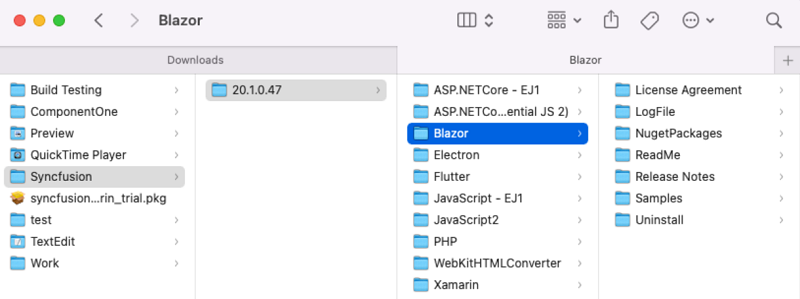 Blazor
Downloads
Blazor
Build Testing
ComponentOne
Preview
QuickTime Player
Syncfusion
syncfusion...rin_trial.pkg
test
TextEdit
Work
20.1.0.47
ASP.NETCore - EJ1
ASP.NETCo...ential JS 2)
Blazor
Electron
Flutter
JavaScript - EJ1
JavaScript2
PHP
WebKitHTMLConverter
Xamarin
License Agreement
LogFile
NugetPackages
ReadMe
Release Notes
Samples
Uninstall